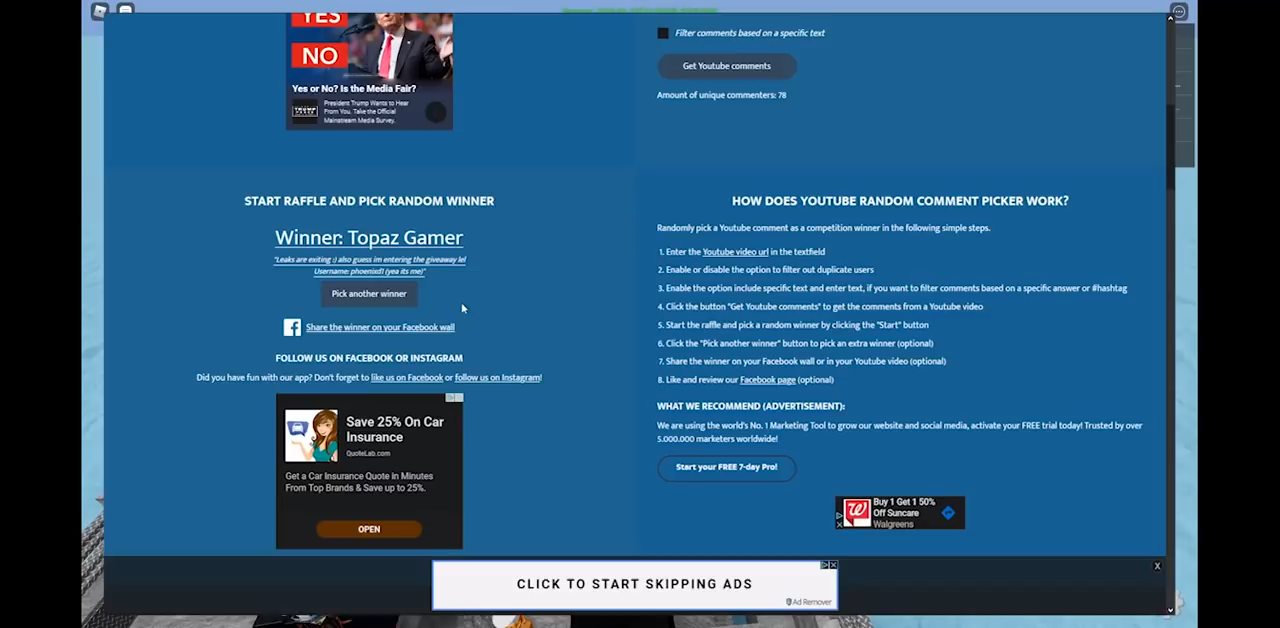 YES
NO
Yes or No? Is the Media Fair?
President Trump Wants to Hear
From You. Take the Official
Mainstream Media Survey.
Filter comments based on a specific text
Get Youtube comments
Amount of unique commenters: 78
START RAFFLE AND PICK RANDOM WINNER
Winner: Topaz Gamer
"Leaks are exiting :) also guess im entering the giveaway lel
Username: phoenixd1 (yea its me)"
Pick another winner
Share the winner on your Facebook wall
FOLLOW US ON FACEBOOK OR INSTAGRAM
Did you have fun with our app? Don't forget to like us on Facebook or follow us on Instagram!
Save 25% On Car
Insurance
QuoteLab.com
Get a Car Insurance Quote in Minutes
From Top Brands & Save up to 25%.
OPEN
HOW DOES YOUTUBE RANDOM COMMENT PICKER WORK?
Randomly pick a Youtube comment as a competition winner in the following simple steps.
1. Enter the Youtube video url in the textfield
2. Enable or disable the option to filter out duplicate users
3. Enable the option include specific text and enter text, if you want to filter comments based on a specific answer or #hashtag
4. Click the button "Get Youtube comments" to get the comments from a Youtube video
5. Start the raffle and pick a random winner by clicking the "Start" button
6. Click the "Pick another winner" button to pick an extra winner (optional)
7. Share the winner on your Facebook wall or in your Youtube video (optional)
8. Like and review our Facebook page (optional)
WHAT WE RECOMMEND (ADVERTISEMENT):
We are using the world's No. 1 Marketing Tool to grow our website and social media, activate your FREE trial today! Trusted by over
5.000.000 marketers worldwide!
Start your FREE 7-day Pro!
Buy 1 Get 1 50%
Off Suncare
Walgreens
CLICK TO START SKIPPING ADS
Ad Remover
X